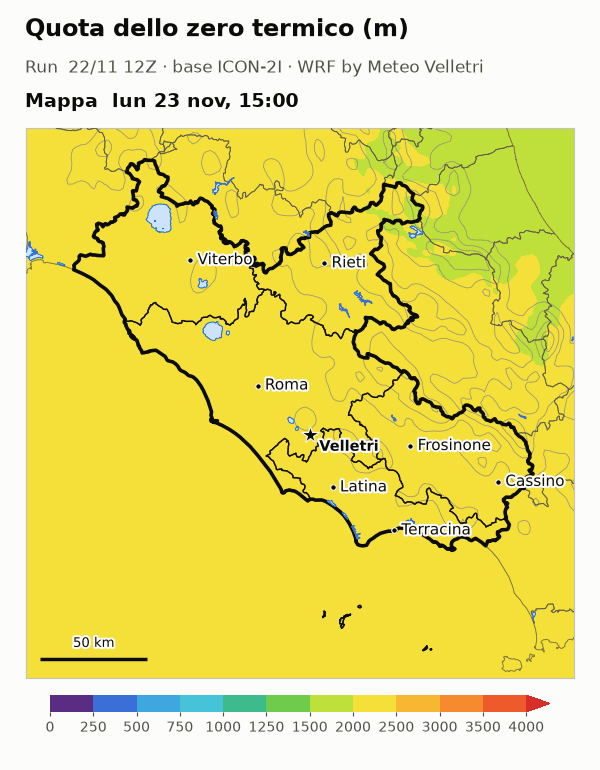 Quota dello zero termico (m)
Run  22/11 12Z · base ICON-2I · WRF by Meteo Velletri
Mappa  lun 23 nov, 15:00
Viterbo
Rieti
Roma
Velletri
Frosinone
Latina
Cassino
Terracina
50 km
0 250 500 750 1000 1250 1500 2000 2500 3000 3500 4000